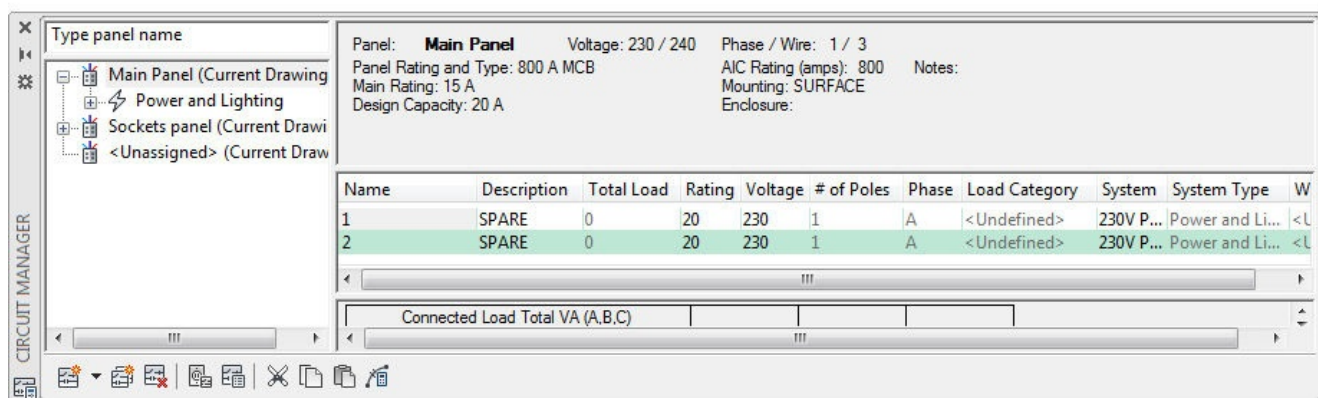 Type panel name
Main Panel (Current Drawing
Power and Lighting
Sockets panel (Current Drawi
<Unassigned> (Current Draw
CIRCUIT MANAGER
Panel: Main Panel Voltage: 230 / 240 Phase / Wire: 1 / 3
Panel Rating and Type: 800 A MCB AIC Rating (amps): 800 Notes:
Main Rating: 15 A Mounting: SURFACE
Design Capacity: 20 A Enclosure:
Name Description Total Load Rating Voltage # of Poles Phase Load Category System System Type W
1 SPARE 0 20 230 1 A <Undefined> 230V P... Power and Li... <U
2 SPARE 0 20 230 1 A <Undefined> 230V P... Power and Li... <U
Connected Load Total VA (A,B,C)